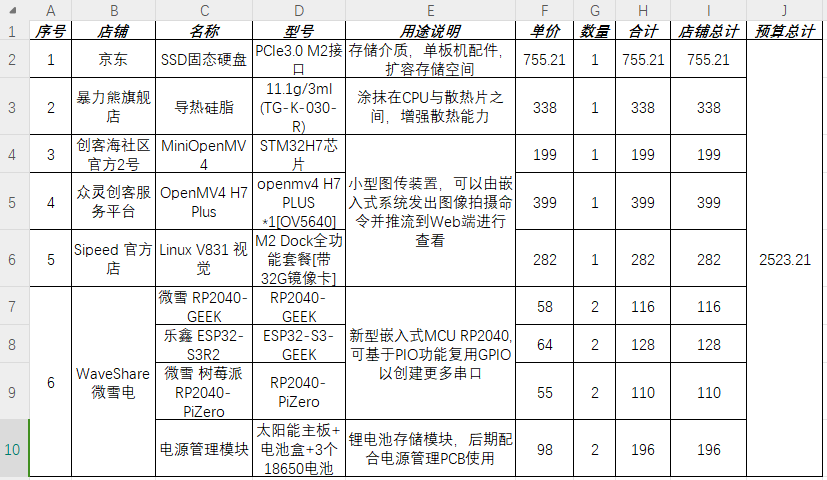 A B C D E F G H I J
1 序号 店铺 名称 型号 用途说明 单价 数量 合计 店铺总计 预算总计
2 1 京东 SSD固态硬盘 PCIe3.0 M2接
口 存储介质，单板机配件，
扩容存储空间 755.21 1 755.21 755.21
3 2 暴力熊旗舰
店 导热硅脂 11.1g/3ml
(TG-K-030-
R) 涂抹在CPU与散热片之
间，增强散热能力 338 1 338 338
4 3 创客海社区
官方2号 MiniOpenMV
4 STM32H7芯
片 199 1 199 199
5 4 众灵创客服
务平台 OpenMV4 H7
Plus openmv4 H7
PLUS
*1[OV5640] 小型图传装置，可以由嵌
入式系统发出图像拍摄命
令并推流到Web端进行
查看 399 1 399 399
6 5 Sipeed 官方
店 Linux V831 视
觉 M2 Dock全功
能套餐[带
32G镜像卡] 282 1 282 282 2523.21
7 微雪 RP2040-
GEEK RP2040-
GEEK 58 2 116 116
8 乐鑫 ESP32-
S3R2 ESP32-S3-
GEEK 新型嵌入式MCU RP2040,
可基于PIO功能复用GPIO
以创建更多串口 64 2 128 128
9 6 WaveShare
微雪电 微雪 树莓派
RP2040-
PiZero RP2040-
PiZero 55 2 110 110
10 电源管理模块 太阳能主板+
电池盒+3个
18650电池 锂电池存储模块，后期配
合电源管理PCB使用 98 2 196 196